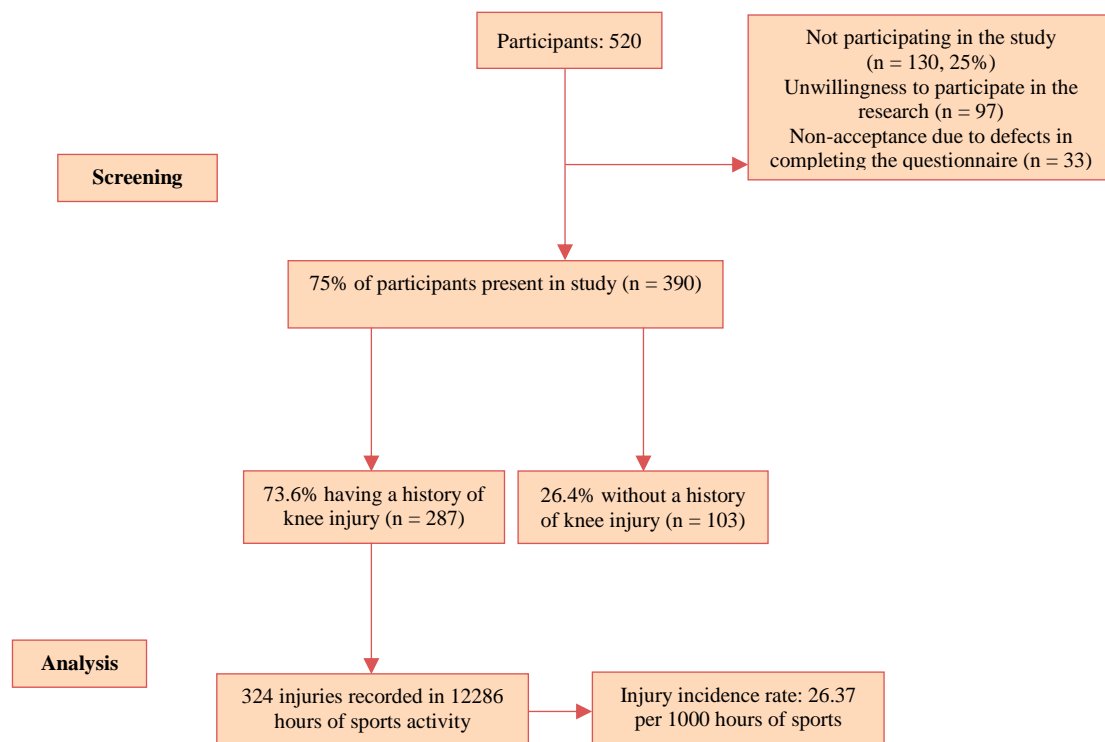 Participants: 520
Not participating in the study
(n = 130, 25%)
Unwillingness to participate in the
research (n = 97)
Non-acceptance due to defects in
completing the questionnaire (n = 33)
Screening
75% of participants present in study (n = 390)
73.6% having a history of
knee injury (n = 287)
26.4% without a history
of knee injury (n = 103)
Analysis
324 injuries recorded in 12286
hours of sports activity
Injury incidence rate: 26.37
per 1000 hours of sports